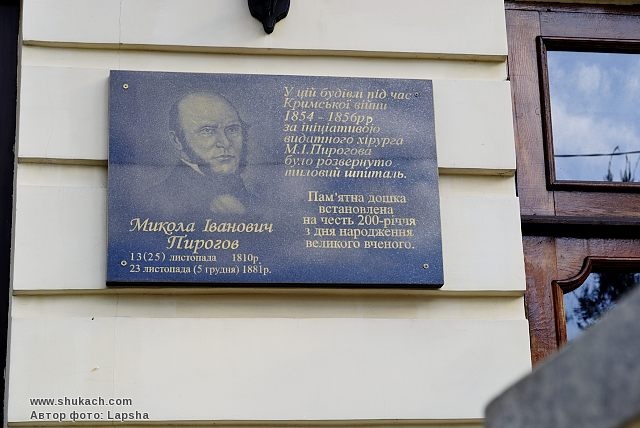 У цій будівлі під час
Кримської війни
1854 - 1856рр
за ініціативою
видатного хірурга
М.І.Пирогова
було розвернуто
тиловий шпиталь.
Пам'ятна дошка
встановлена
на честь 200-річчя
з дня народження
великого вченого.
Микола Іванович
Пирогов
13(25) листопада 1810р
23 листопада (5 грудня) 1881р.
www.shukach.com
Автор фото: Lapsha